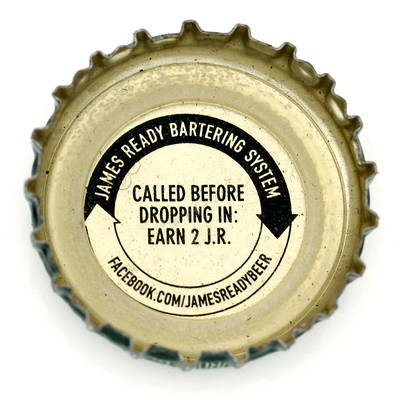 JAMES READY BARTERING SYSTEM
CALLED BEFORE
DROPPING IN:
EARN 2 J.R.
FACEBOOK.COM/JAMESREADYBEER